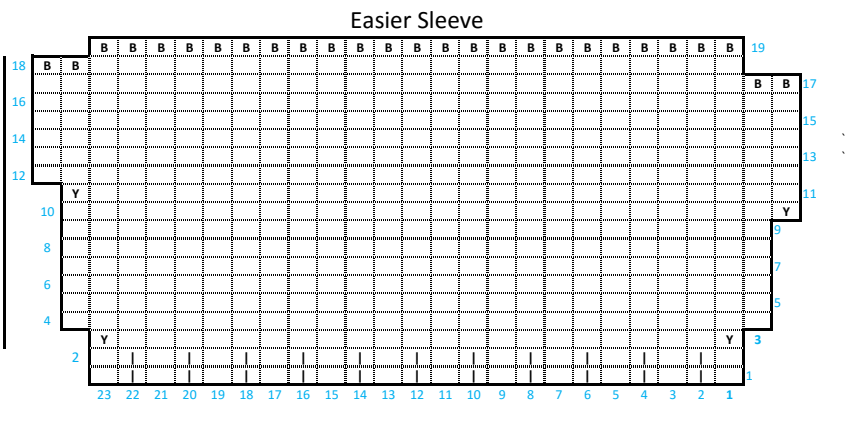 Easier Sleeve
B B B B B B B B B B B B B B B B B B B B B B B 19
18 B B
B B 17
16
15
14
13
12
Y 11
10 Y
9
8
7
6
5
4
Y Y 3
2 | | | | | | | | | | |
| | | | | | | | | | | 1
23 22 21 20 19 18 17 16 15 14 13 12 11 10 9 8 7 6 5 4 3 2 1